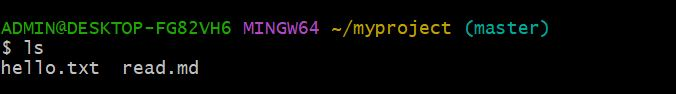 ADMIN@DESKTOP-FG82VH6 MINGW64 ~/myproject (master)
$ ls
hello.txt  read.md